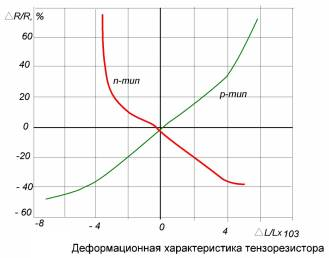 △R/R, %
60
40
20
0
- 20
- 40
- 60
n-тип
p-тип
- 8 - 4 0 4 △L/Lx 103
Деформационная характеристика тензорезистора